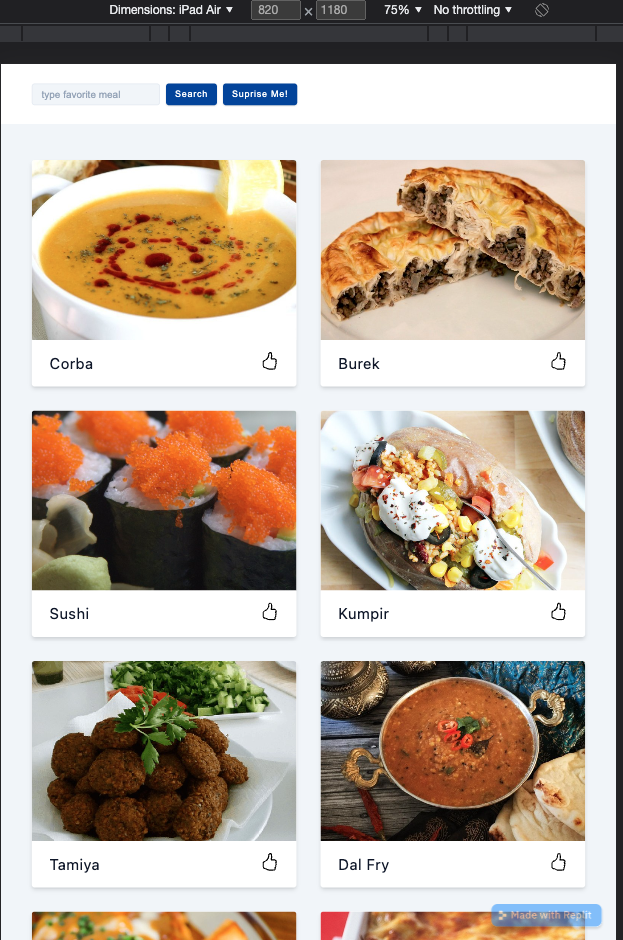 Dimensions: iPad Air ▼ 820 × 1180 75% ▼ No throttling ▼
type favorite meal Search Suprise Me!
Corba Burek
Sushi Kumpir
Tamiya Dal Fry
Made with Replit